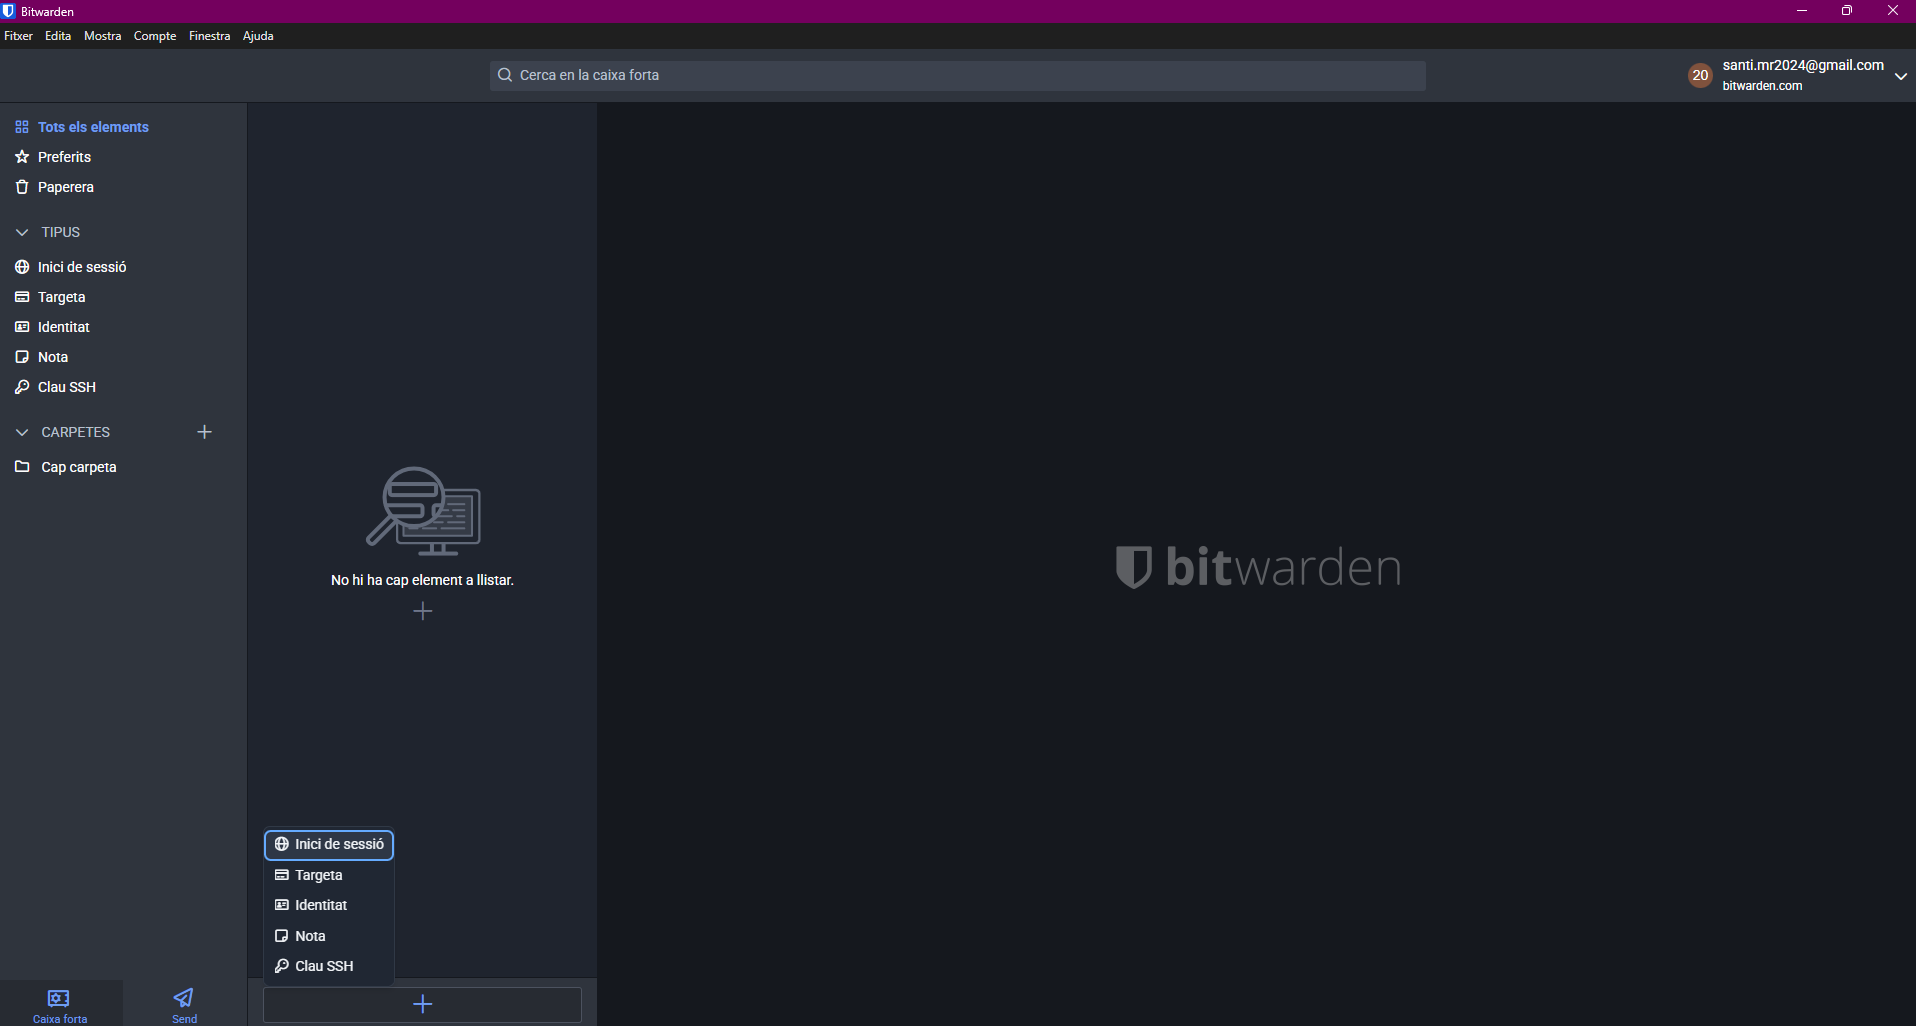 Bitwarden
Fitxer Edita Mostra Compte Finestra Ajuda
Cerca en la caixa forta
20
santi.mr2024@gmail.com
bitwarden.com
Tots els elements
Preferits
Paperera
TIPUS
Inici de sessió
Targeta
Identitat
Nota
Clau SSH
CARPETES
Cap carpeta
No hi ha cap element a llistar.
bitwarden
Inici de sessió
Targeta
Identitat
Nota
Clau SSH
Caixa forta
Send